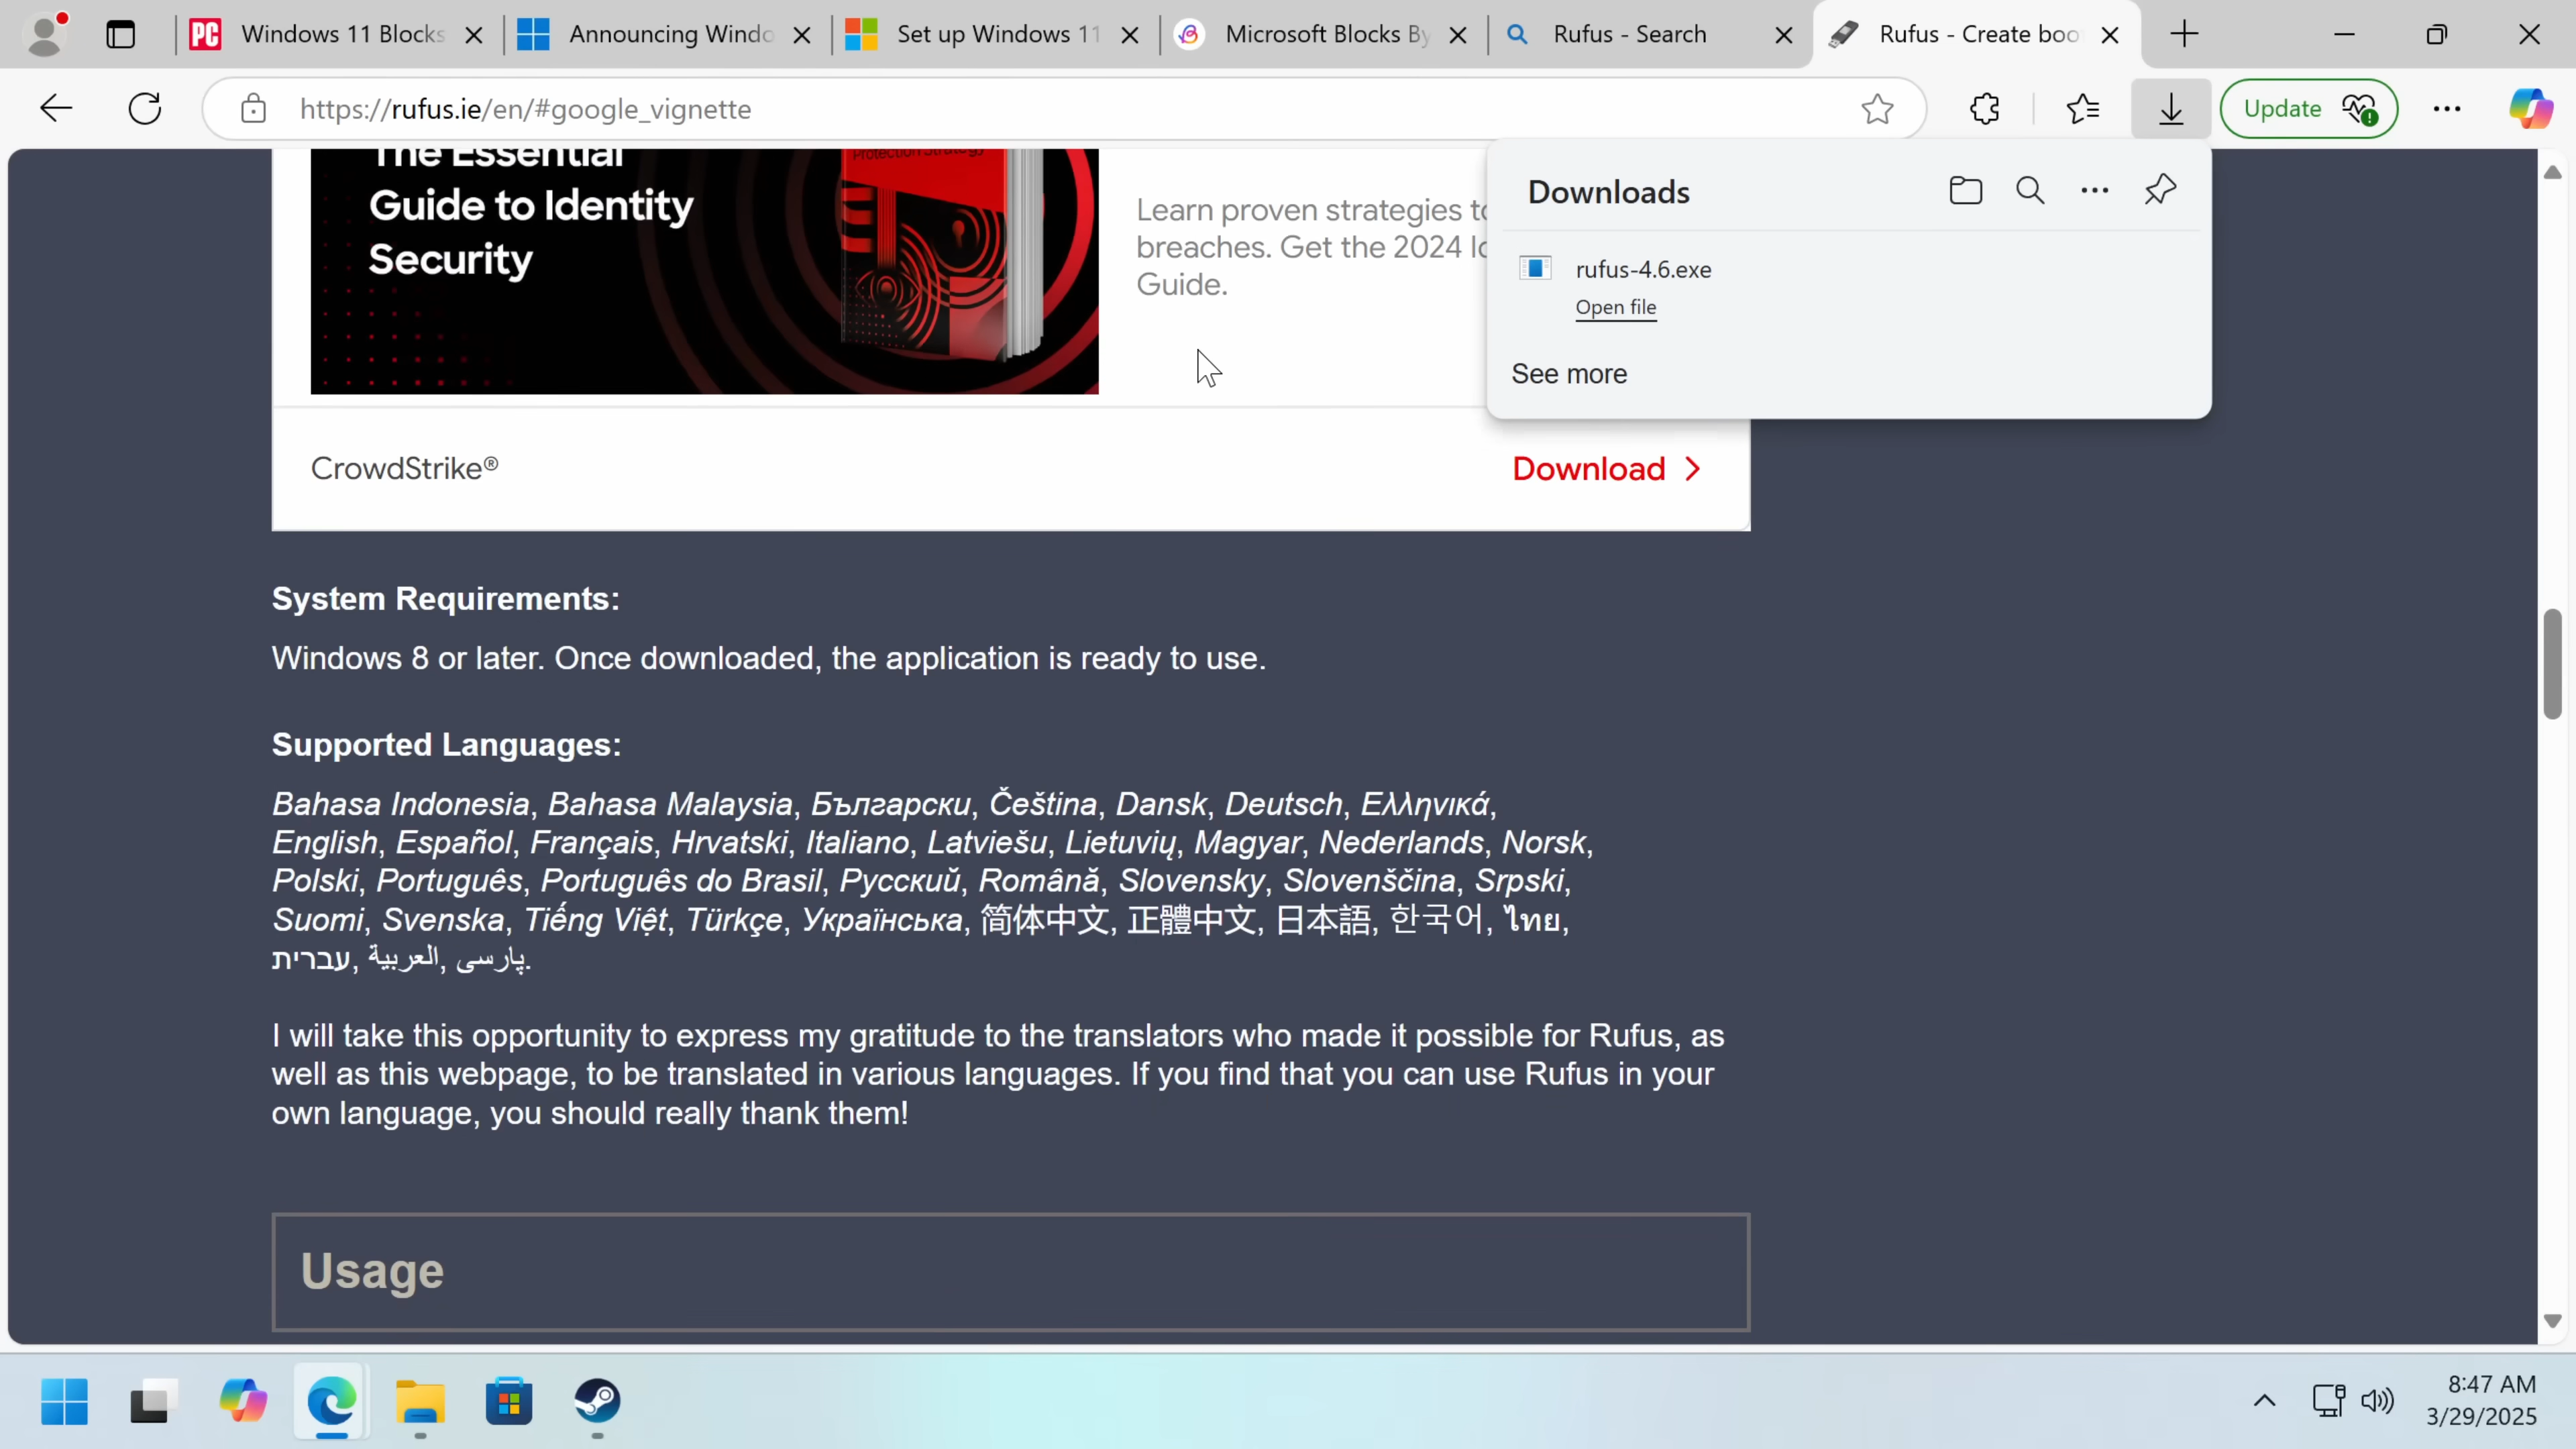 Windows 11 Blocks
Announcing Windo
Set up Windows 11
Microsoft Blocks By
Rufus - Search
Rufus - Create boo
https://rufus.ie/en/#google_vignette
Update
The Essential
Guide to Identity
Security
Protection Strategy
Learn proven strategies to
breaches. Get the 2024 Id
Guide.
Downloads
rufus-4.6.exe
Open file
See more
CrowdStrike®
Download
System Requirements:
Windows 8 or later. Once downloaded, the application is ready to use.
Supported Languages:
Bahasa Indonesia, Bahasa Malaysia, Български, Čeština, Dansk, Deutsch, Ελληνικά,
English, Español, Français, Hrvatski, Italiano, Latviešu, Lietuvių, Magyar, Nederlands, Norsk,
Polski, Português, Português do Brasil, Русский, Română, Slovensky, Slovenščina, Srpski,
Suomi, Svenska, Tiếng Việt, Türkçe, Українська, 简体中文, 正體中文, 日本語, 한국어, ไทย,
עברית, العربية, پارسی.
I will take this opportunity to express my gratitude to the translators who made it possible for Rufus, as
well as this webpage, to be translated in various languages. If you find that you can use Rufus in your
own language, you should really thank them!
Usage
8:47 AM
3/29/2025